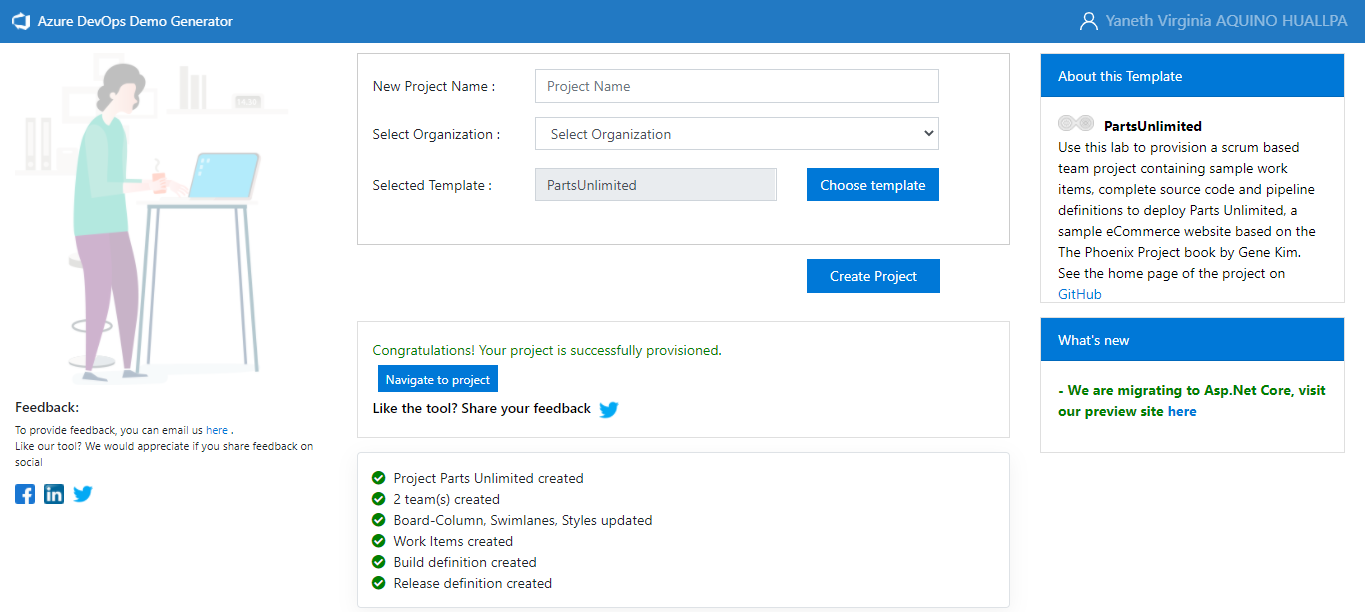 Azure DevOps Demo Generator
Yaneth Virginia AQUINO HUALLPA
New Project Name :
Project Name
Select Organization :
Select Organization
Selected Template :
PartsUnlimited
Choose template
Create Project
Congratulations! Your project is successfully provisioned.
Navigate to project
Like the tool? Share your feedback
Project Parts Unlimited created
2 team(s) created
Board-Column, Swimlanes, Styles updated
Work Items created
Build definition created
Release definition created
About this Template
PartsUnlimited
Use this lab to provision a scrum based
team project containing sample work
items, complete source code and pipeline
definitions to deploy Parts Unlimited, a
sample eCommerce website based on the
The Phoenix Project book by Gene Kim.
See the home page of the project on
GitHub
What's new
- We are migrating to Asp.Net Core, visit
our preview site here
Feedback:
To provide feedback, you can email us here .
Like our tool? We would appreciate if you share feedback on
social